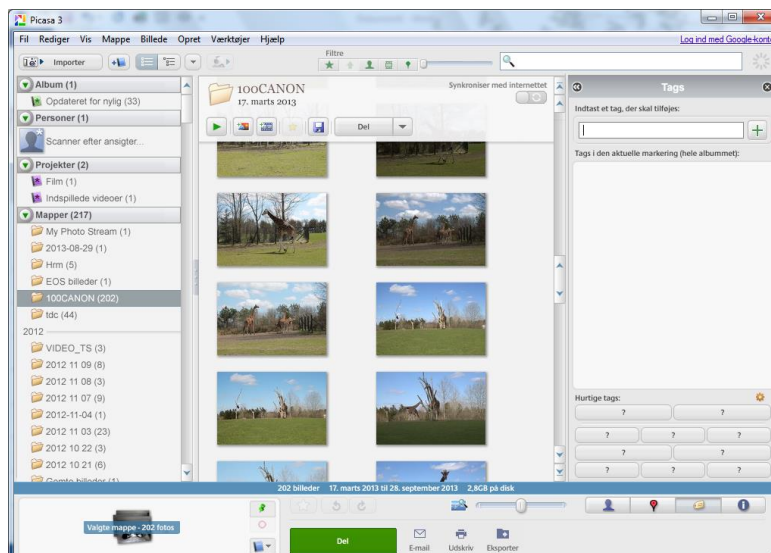 Picasa 3
Fil Rediger Vis Mappe Billede Opret Værktøjer Hjælp
Log ind med Google-konto
Importer
Filtre
Album (1)
Opdateret for nylig (33)
Personer (1)
Scanner efter ansigter...
Projekter (2)
Film (1)
Indspillede videoer (1)
Mapper (217)
My Photo Stream (1)
2013-08-29 (1)
Hrm (5)
EOS billeder (1)
100CANON (202)
tdc (44)
2012
VIDEO_TS (3)
2012 11 09 (8)
2012 11 08 (3)
2012 11 07 (9)
2012-11-04 (1)
2012 11 03 (23)
2012 10 22 (3)
2012 10 21 (6)
Gemte billeder (1)
100CANON
17. marts 2013
Synkroniser med internettet
Del
Tags
Indtast et tag, der skal tilføjes:
Tags i den aktuelle markering (hele albummet):
Hurtige tags:
? ?
? ? ?
? ?
? ? ?
202 billeder 17. marts 2013 til 28. september 2013 2,8GB på disk
Valgte mappe - 202 fotos
Del
E-mail Udskriv Eksporter